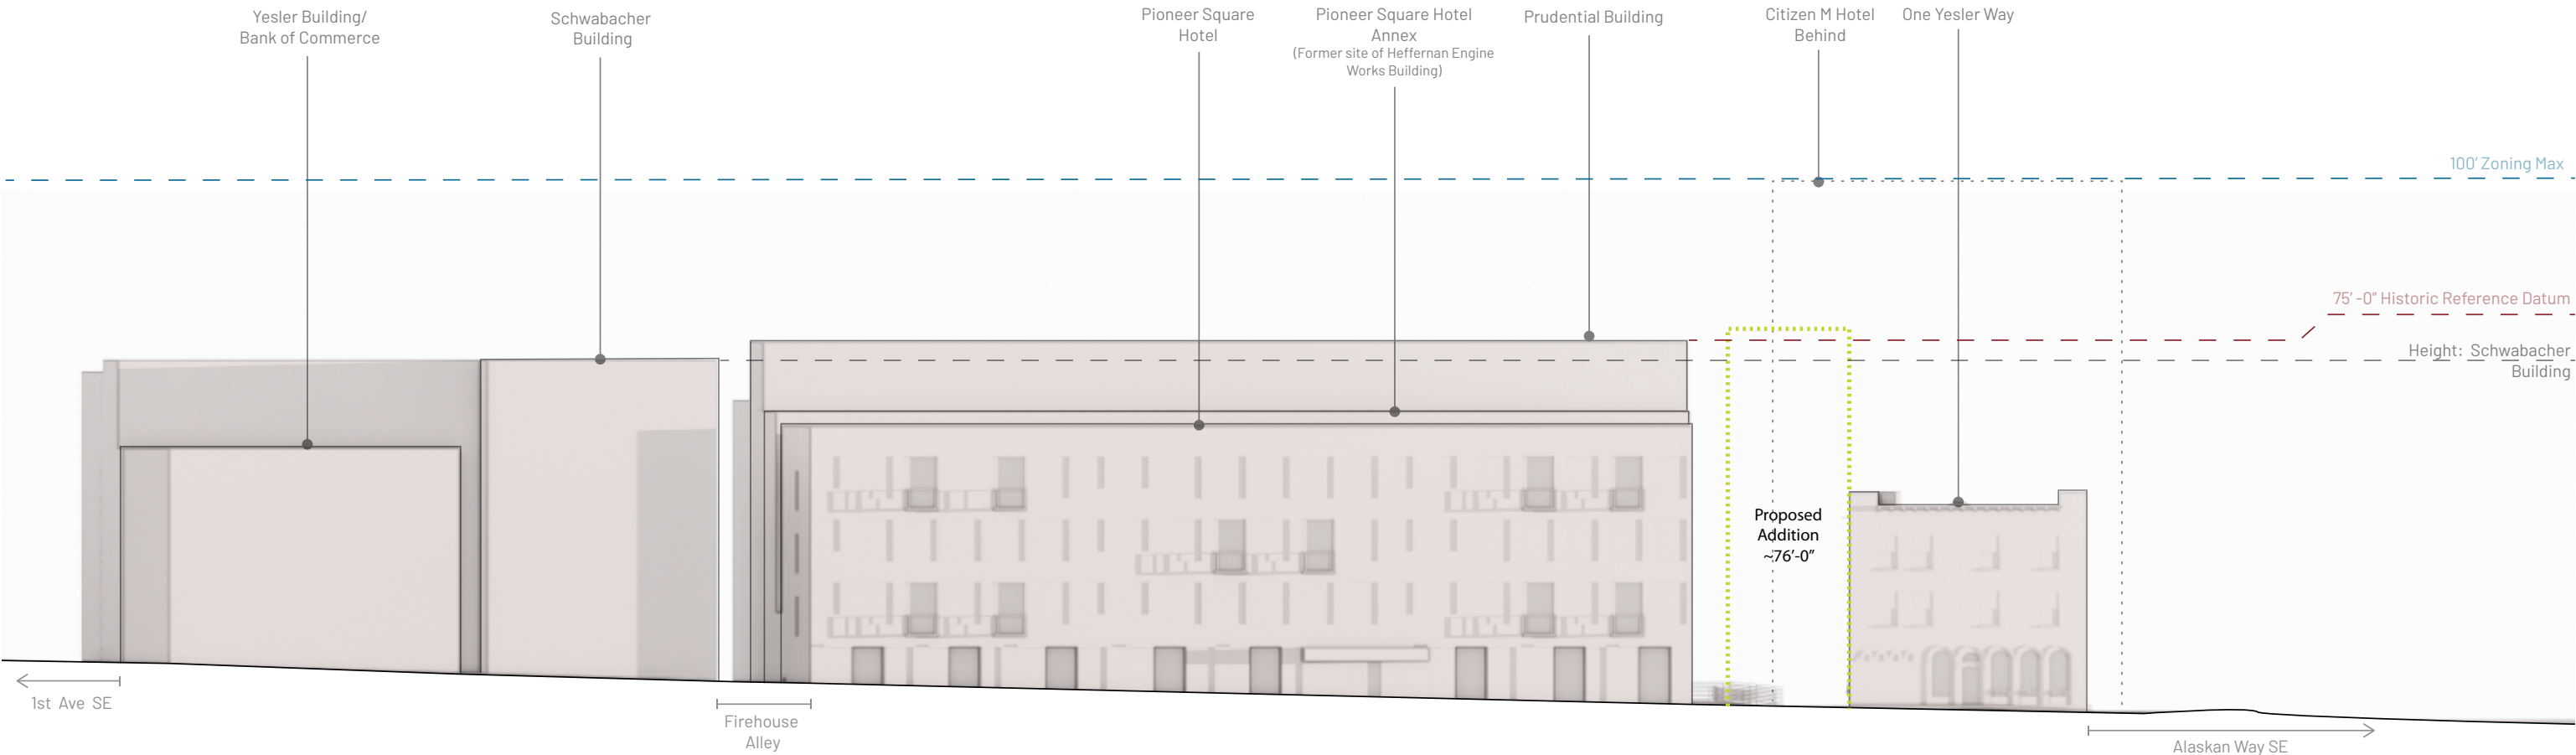 Yesler Building/
Bank of Commerce
Schwabacher
Building
Pioneer Square
Hotel
Pioneer Square Hotel
Annex
(Former site of Heffernan Engine
Works Building)
Prudential Building
Citizen M Hotel
Behind
One Yesler Way
100' Zoning Max
75'-0" Historic Reference Datum
Height: Schwabacher
Building
Proposed
Addition
~76'-0"
1st Ave SE
Firehouse
Alley
Alaskan Way SE